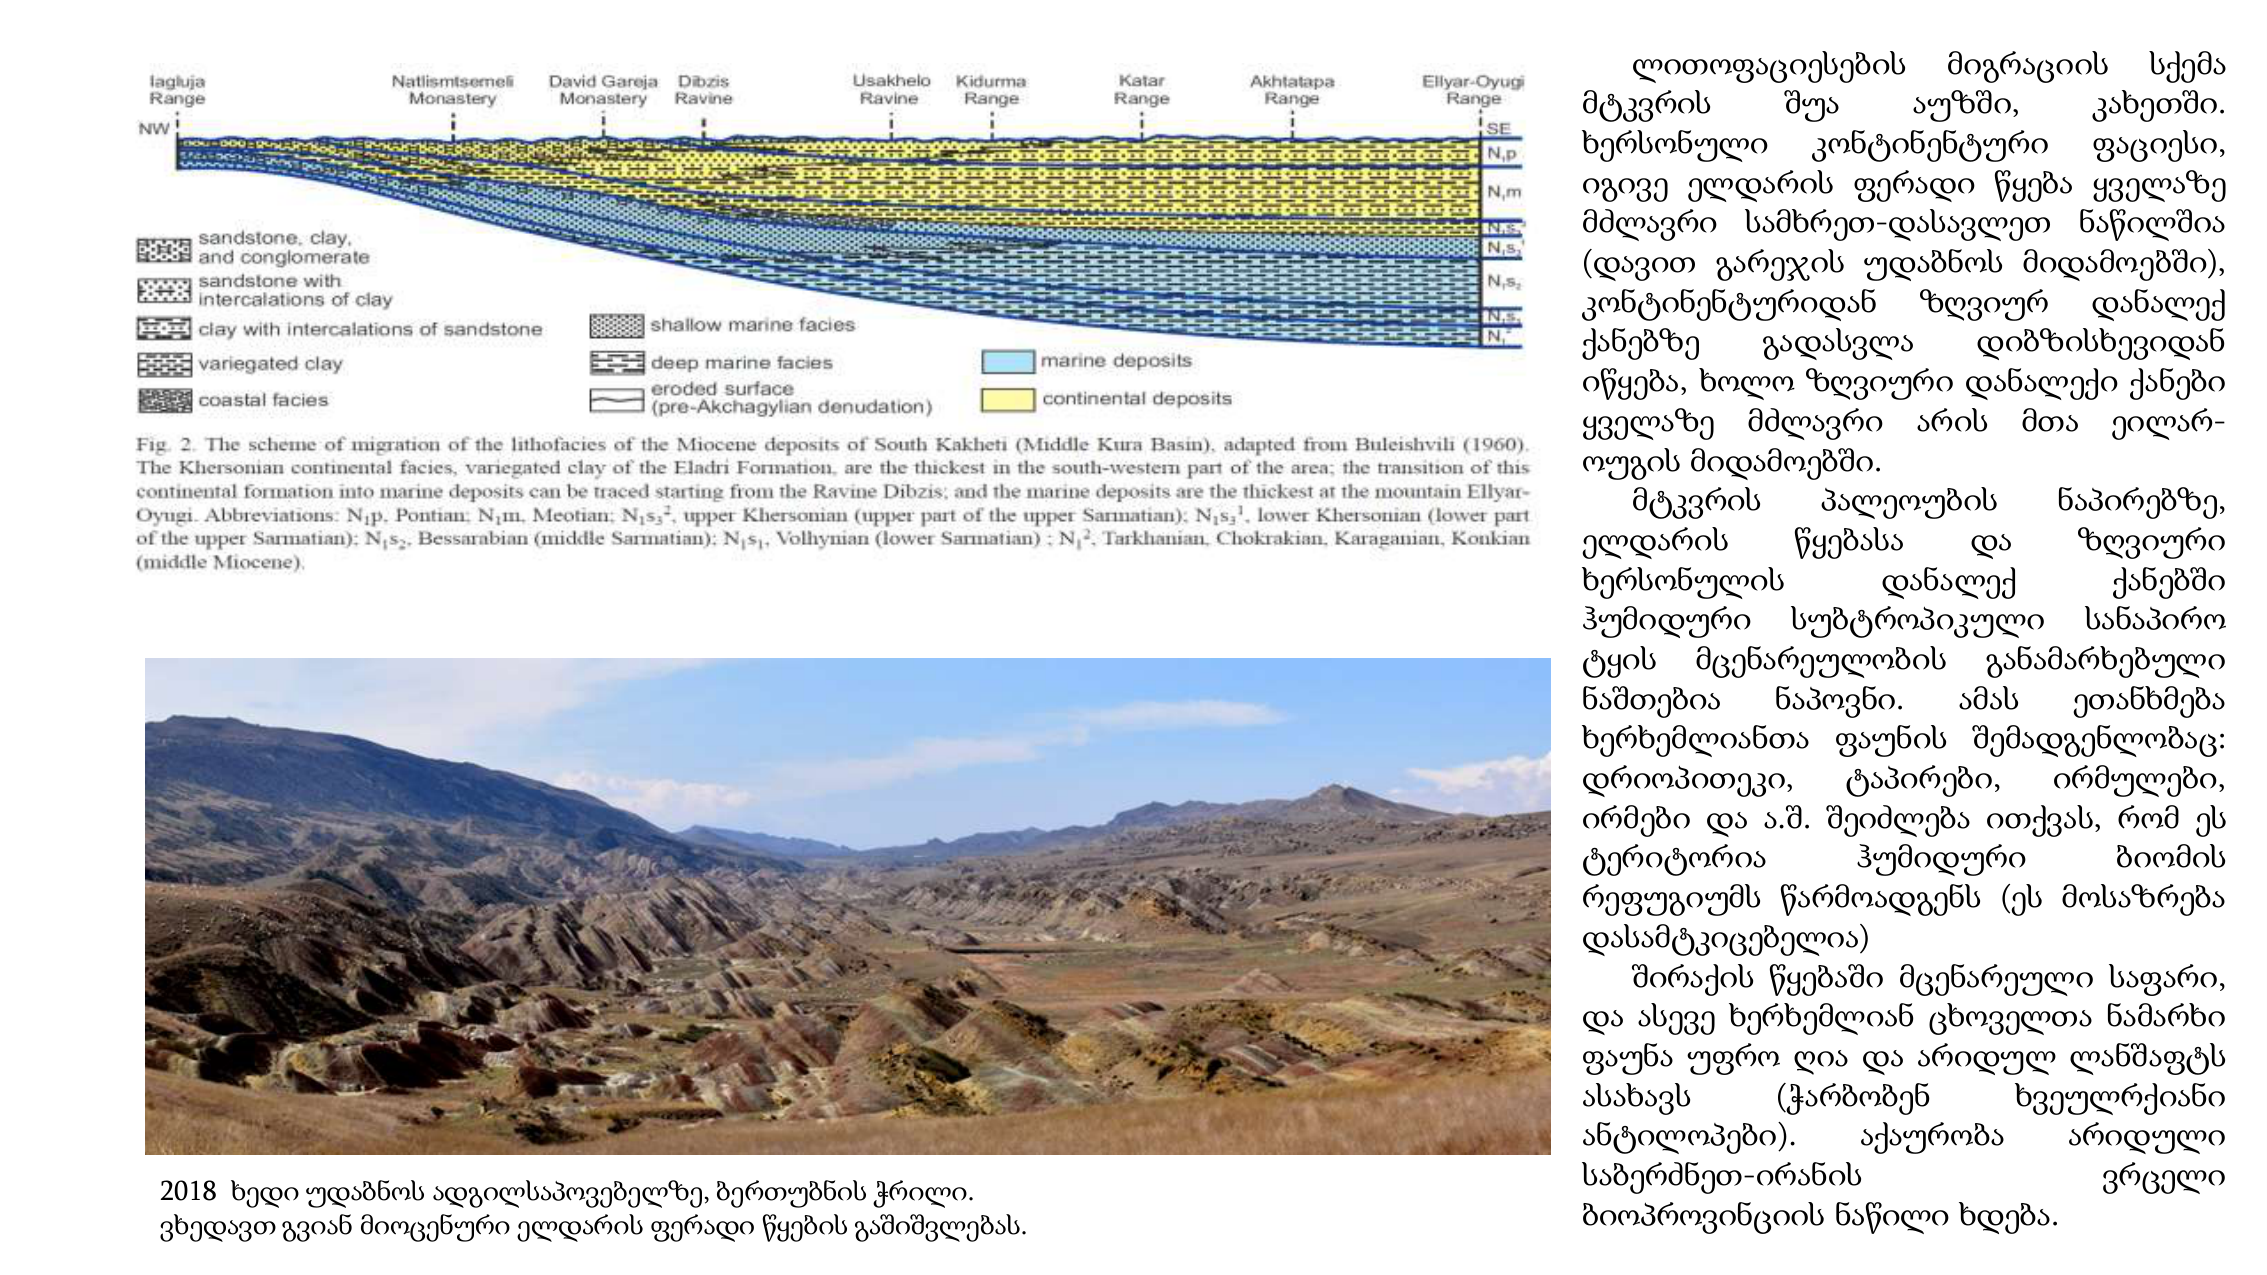 Iagluja
Range
Natlismtsemeli
Monastery
David Gareja
Monastery
Dibzis
Ravine
Usakhelo
Ravine
Kidurma
Range
Katar
Range
Akhtatapa
Range
Ellyar-Oyugi
Range
NW
SE
N₁p
N₁m
N₁s₂
N₁s₁
sandstone, clay,
and conglomerate
sandstone with
intercalations of clay
clay with intercalations of sandstone
variegated clay
coastal facies
shallow marine facies
deep marine facies
eroded surface
(pre-Akchagylian denudation)
marine deposits
continental deposits
Fig. 2. The scheme of migration of the lithofacies of the Miocene deposits of South Kakheti (Middle Kura Basin), adapted from Buleishvili (1960).
The Khersonian continental facies, variegated clay of the Eladri Formation, are the thickest in the south-western part of the area; the transition of this
continental formation into marine deposits can be traced starting from the Ravine Dibzis; and the marine deposits are the thickest at the mountain Ellyar-
Oyugi. Abbreviations: N₁p, Pontian; N₁m, Meotian; N₁s₃², upper Khersonian (upper part of the upper Sarmatian); N₁s₃¹, lower Khersonian (lower part
of the upper Sarmatian); N₁s₂, Bessarabian (middle Sarmatian); N₁s₁, Volhynian (lower Sarmatian) ; N₁², Tarkhanian, Chokrakian, Karaganian, Konkian
(middle Miocene).
2018 ხედი უდაბნოს ადგილსაპოვებელზე, ბერთუბნის ჭრილი.
ვხედავთ გვიან მიოცენური ელდარის ფერადი წყების გაშიშვლებას.
ლითოფაციესების მიგრაციის სქემა
მტკვრის შუა აუზში, კახეთში.
ხერსონული კონტინენტური ფაციესი,
იგივე ელდარის ფერადი წყება ყველაზე
მძლავრი სამხრეთ-დასავლეთ ნაწილშია
(დავით გარეჯის უდაბნოს მიდამოებში),
კონტინენტურიდან ზღვიურ დანალექ
ქანებზე გადასვლა დიბზისხევიდან
იწყება, ხოლო ზღვიური დანალექი ქანები
ყველაზე მძლავრი არის მთა ეილარ-
ოუგის მიდამოებში.
მტკვრის პალეოუბის ნაპირებზე,
ელდარის წყებასა და ზღვიური
ხერსონულის დანალექ ქანებში
ჰუმიდური სუბტროპიკული სანაპირო
ტყის მცენარეულობის განამარხებული
ნაშთებია ნაპოვნი. ამას ეთანხმება
ხერხემლიანთა ფაუნის შემადგენლობაც:
დრიოპითეკი, ტაპირები, ირმულები,
ირმები და ა.შ. შეიძლება ითქვას, რომ ეს
ტერიტორია ჰუმიდური ბიომის
რეფუგიუმს წარმოადგენს (ეს მოსაზრება
დასამტკიცებელია)
შირაქის წყებაში მცენარეული საფარი,
და ასევე ხერხემლიან ცხოველთა ნამარხი
ფაუნა უფრო ღია და არიდულ ლანშაფტს
ასახავს (ჭარბობენ ხვეულრქიანი
ანტილოპები). აქაურობა არიდული
საბერძნეთ-ირანის ვრცელი
ბიოპროვინციის ნაწილი ხდება.